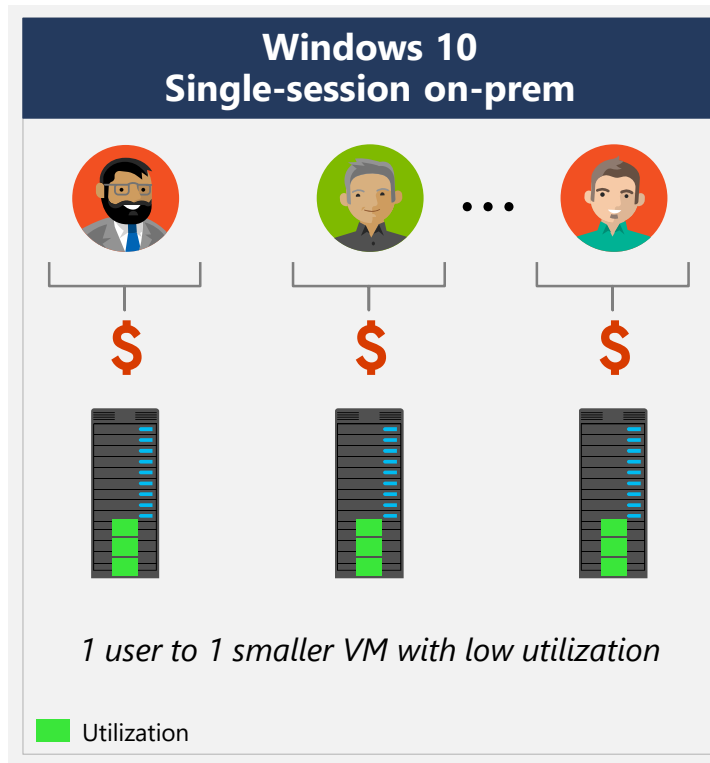 Windows 10
Single-session on-prem
...
$ $ $
1 user to 1 smaller VM with low utilization
Utilization